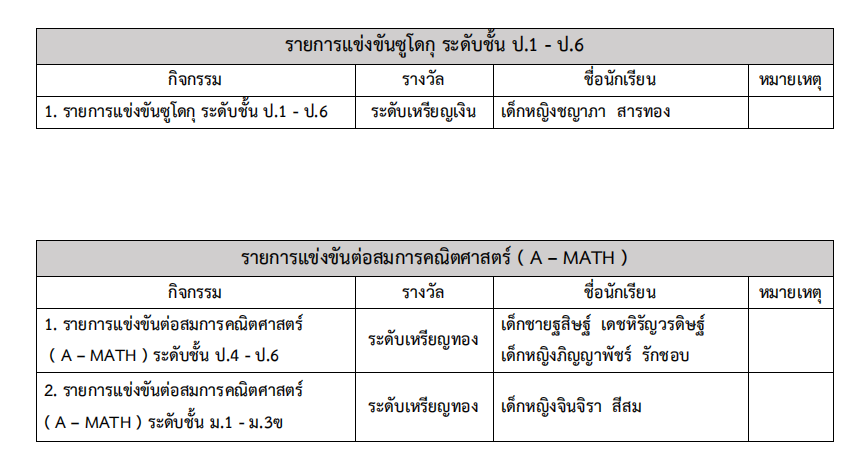 รายการแข่งขันซูโดกุ ระดับชั้น ป.1 - ป.6
กิจกรรม รางวัล ชื่อนักเรียน หมายเหตุ
1. รายการแข่งขันซูโดกุ ระดับชั้น ป.1 - ป.6 ระดับเหรียญเงิน เด็กหญิงชญาภา สารทอง
รายการแข่งขันต่อสมการคณิตศาสตร์ ( A – MATH )
กิจกรรม รางวัล ชื่อนักเรียน หมายเหตุ
1. รายการแข่งขันต่อสมการคณิตศาสตร์
( A – MATH ) ระดับชั้น ป.4 - ป.6
ระดับเหรียญทอง
เด็กชายฐสิษฐ์ เดชหิรัญวรดิษฐ์
เด็กหญิงภิญญาพัชร์ รักชอบ
2. รายการแข่งขันต่อสมการคณิตศาสตร์
( A – MATH ) ระดับชั้น ม.1 - ม.3ฃ
ระดับเหรียญทอง
เด็กหญิงจินจิรา สีสม